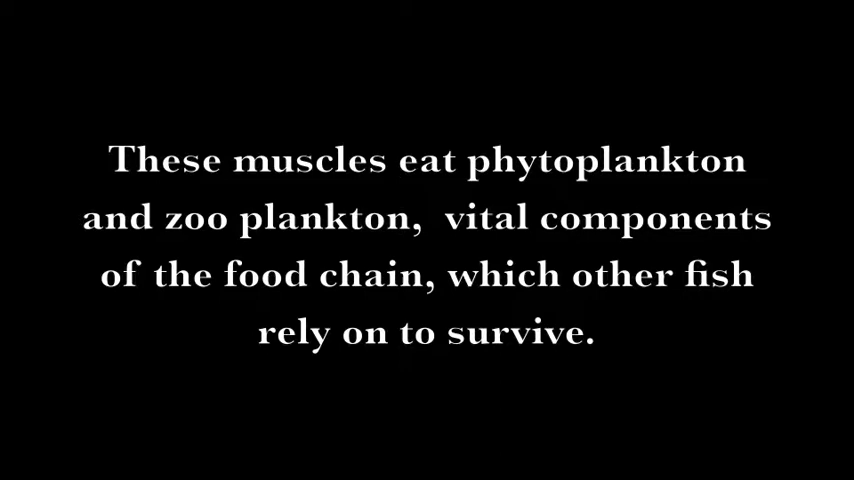 These muscles eat phytoplankton
and zoo plankton,  vital components
of the food chain, which other fish
rely on to survive.